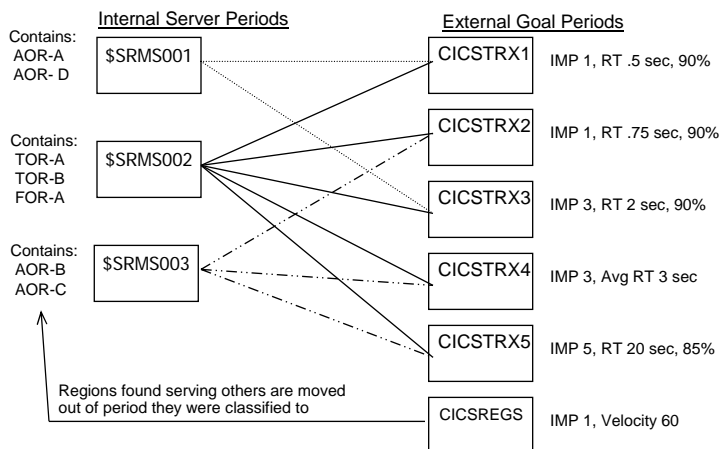 Internal Server Periods
External Goal Periods
Contains:
AOR-A
AOR- D
$SRMS001
CICSTRX1
IMP 1, RT .5 sec, 90%
CICSTRX2
IMP 1, RT .75 sec, 90%
Contains:
TOR-A
TOR-B
FOR-A
$SRMS002
CICSTRX3
IMP 3, RT 2 sec, 90%
Contains:
AOR-B
AOR-C
$SRMS003
CICSTRX4
IMP 3, Avg RT 3 sec
CICSTRX5
IMP 5, RT 20 sec, 85%
Regions found serving others are moved
out of period they were classified to
CICSREGS
IMP 1, Velocity 60